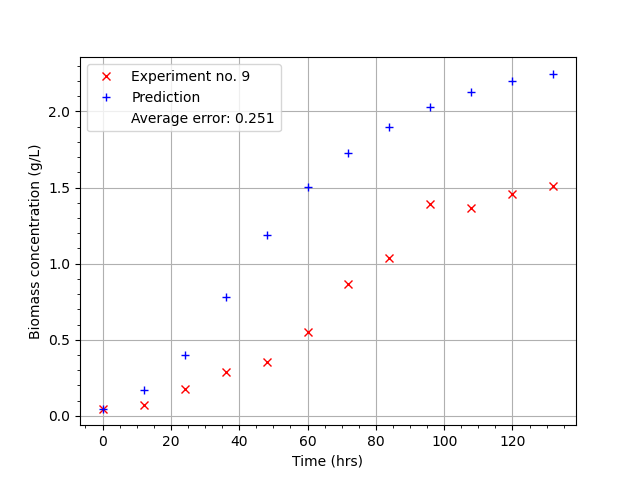 Experiment no. 9
Prediction
Average error: 0.251
Biomass concentration (g/L)
2.0
1.5
1.0
0.5
0.0
0 20 40 60 80 100 120
Time (hrs)